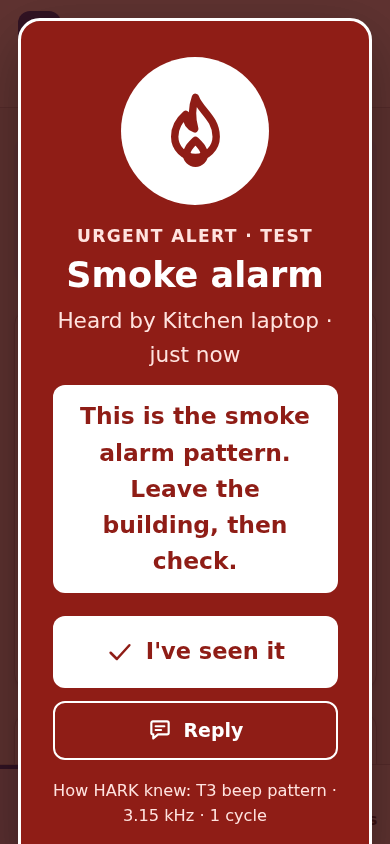 URGENT ALERT · TEST
Smoke alarm
Heard by Kitchen laptop ·
just now
This is the smoke
alarm pattern.
Leave the
building, then
check.
I've seen it
Reply
How HARK knew: T3 beep pattern ·
3.15 kHz · 1 cycle